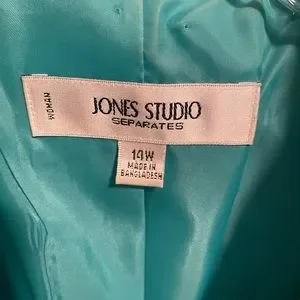 WOMAN
JONES STUDIO
SEPARATES
14W
MADE IN
BANGLADESH